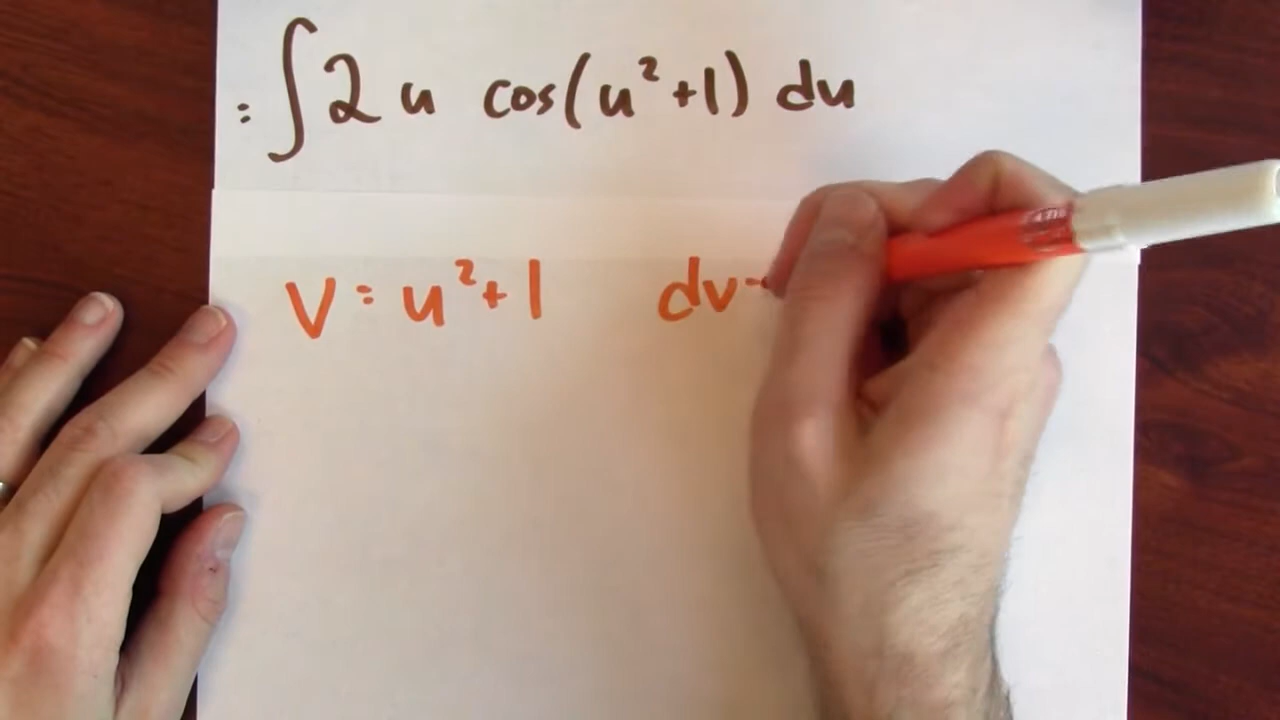 = ∫ 2 u cos(u² + 1) du
V = u² + 1 dv =